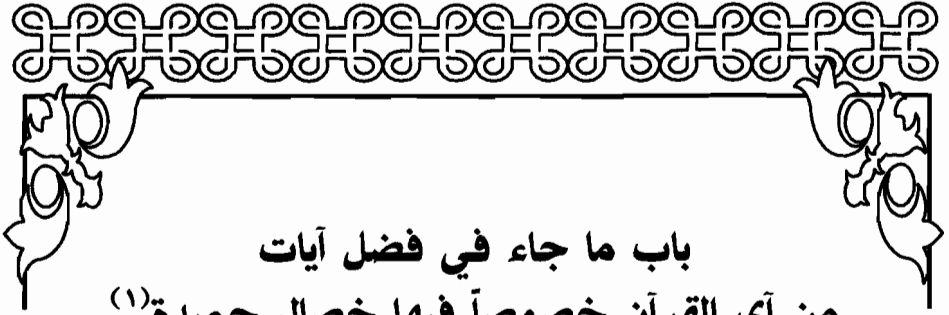 باب ما جاء في فضل آيات
من آي القرآن خصوصاً فيها خصال حميدة(١)